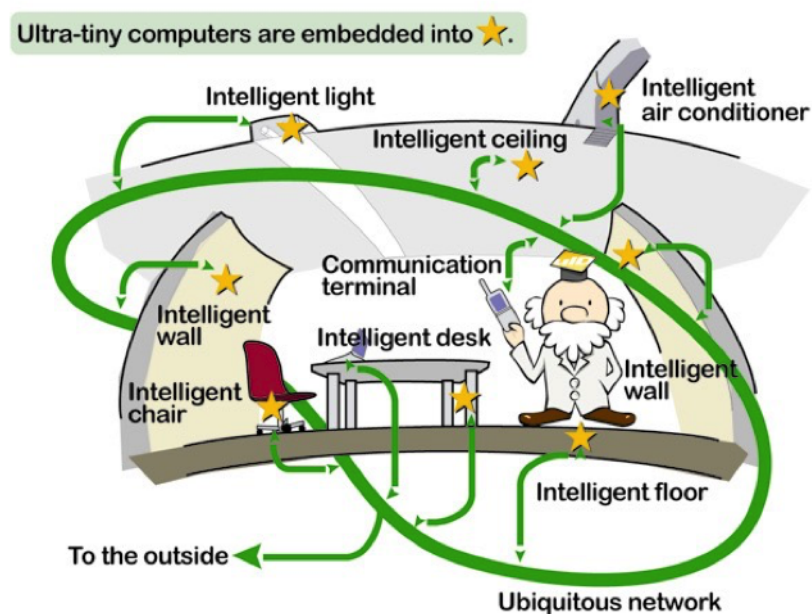 Ultra-tiny computers are embedded into ★.
Intelligent light
Intelligent
air conditioner
Intelligent ceiling
Communication
terminal
Intelligent
wall
Intelligent desk
Intelligent
wall
Intelligent
chair
Intelligent floor
To the outside
Ubiquitous network